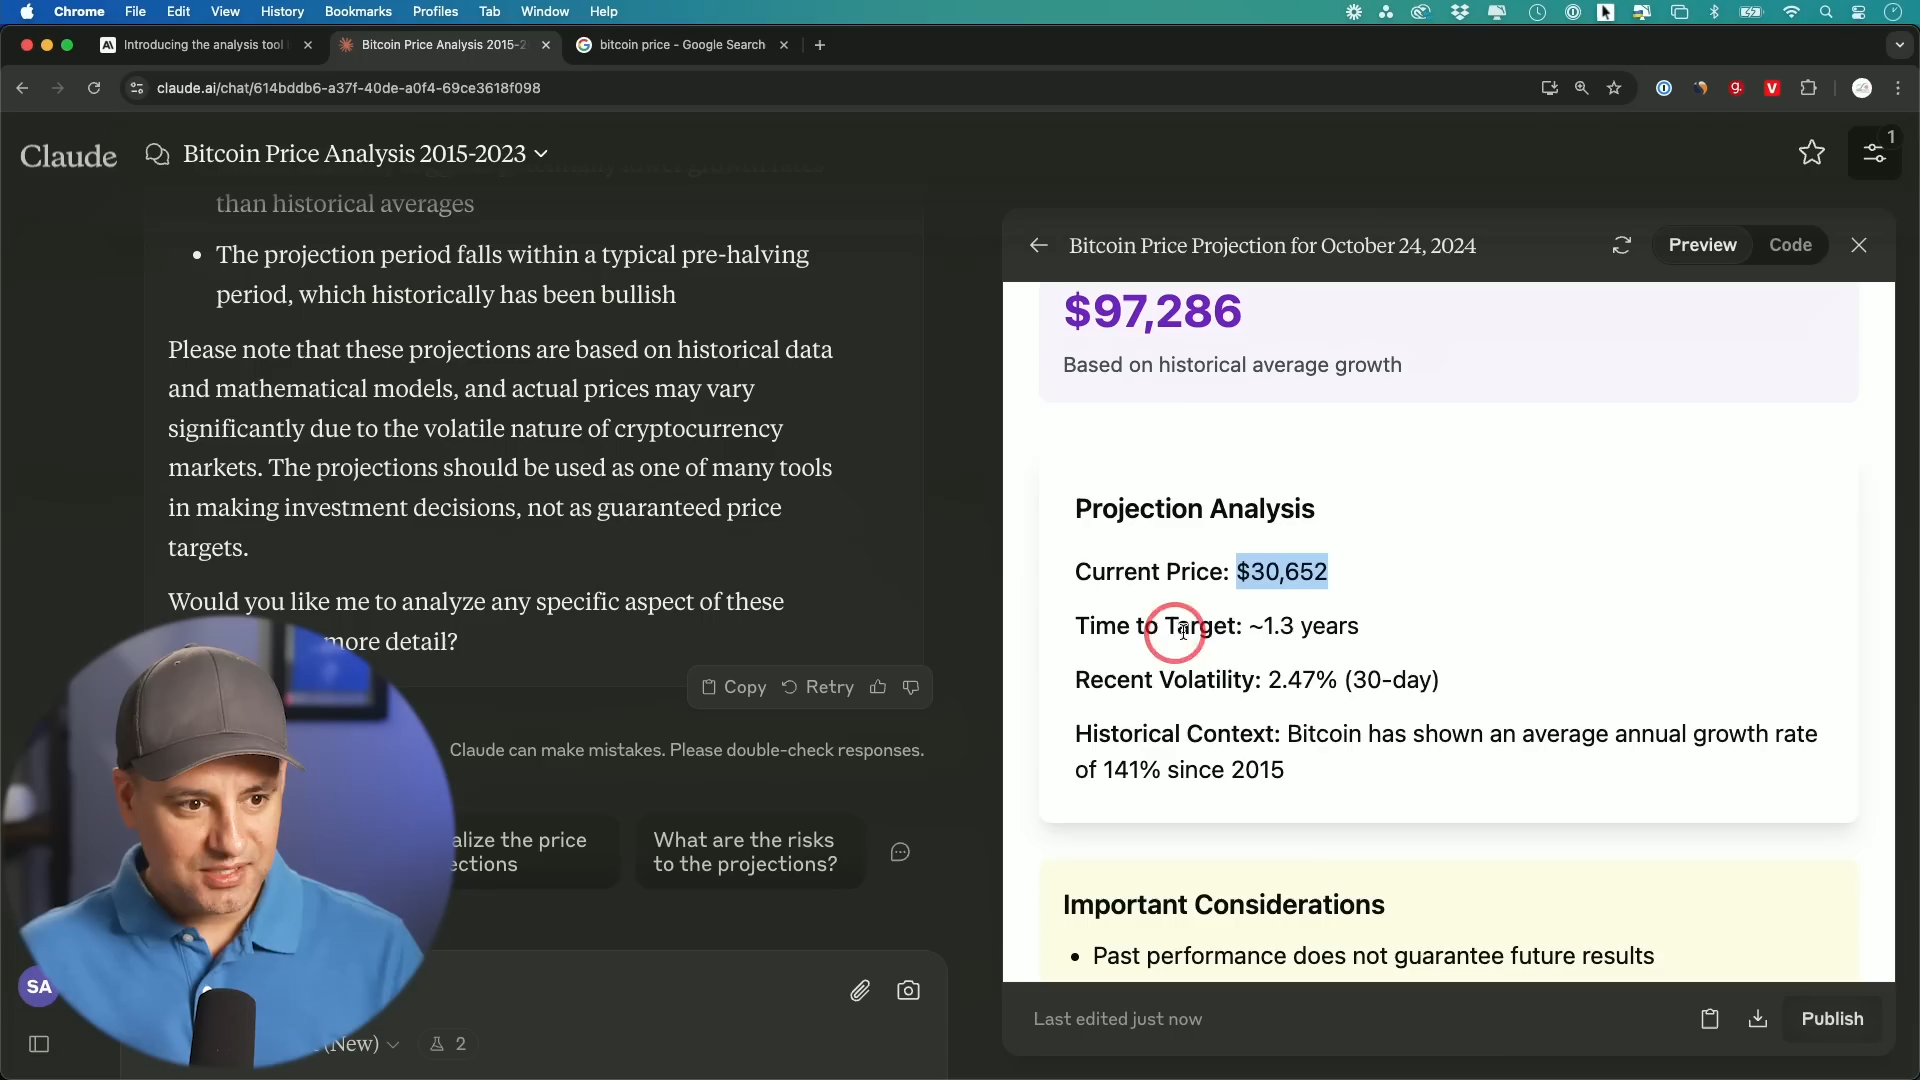 Chrome File Edit View History Bookmarks Profiles Tab Window Help
Introducing the analysis tool
Bitcoin Price Analysis 2015-2
bitcoin price - Google Search
claude.ai/chat/614bddb6-a37f-40de-a0f4-69ce3618f098
Claude
Bitcoin Price Analysis 2015-2023
1
than historical averages
• The projection period falls within a typical pre-halving
period, which historically has been bullish
Please note that these projections are based on historical data
and mathematical models, and actual prices may vary
significantly due to the volatile nature of cryptocurrency
markets. The projections should be used as one of many tools
in making investment decisions, not as guaranteed price
targets.
Would you like me to analyze any specific aspect of these
more detail?
Copy Retry
Claude can make mistakes. Please double-check responses.
alize the price
ections
What are the risks
to the projections?
SA
(New)
2
Bitcoin Price Projection for October 24, 2024
Preview Code
$97,286
Based on historical average growth
Projection Analysis
Current Price: $30,652
Time to Target: ~1.3 years
Recent Volatility: 2.47% (30-day)
Historical Context: Bitcoin has shown an average annual growth rate
of 141% since 2015
Important Considerations
• Past performance does not guarantee future results
Last edited just now
Publish